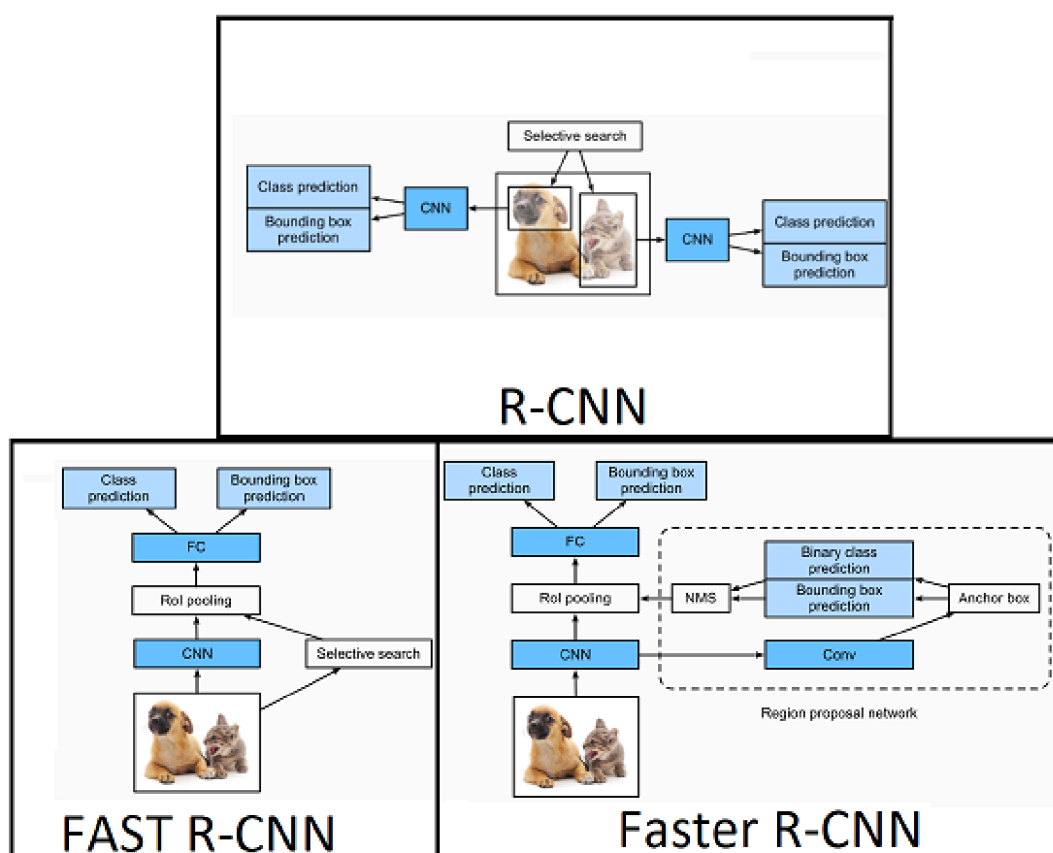 Selective search
Class prediction
Bounding box
prediction
CNN
CNN
Class prediction
Bounding box
prediction
R-CNN
Class
prediction
Bounding box
prediction
FC
RoI pooling
CNN
Selective search
FAST R-CNN
Class
prediction
Bounding box
prediction
FC
RoI pooling
NMS
Binary class
prediction
Bounding box
prediction
Anchor box
CNN
Conv
Region proposal network
Faster R-CNN